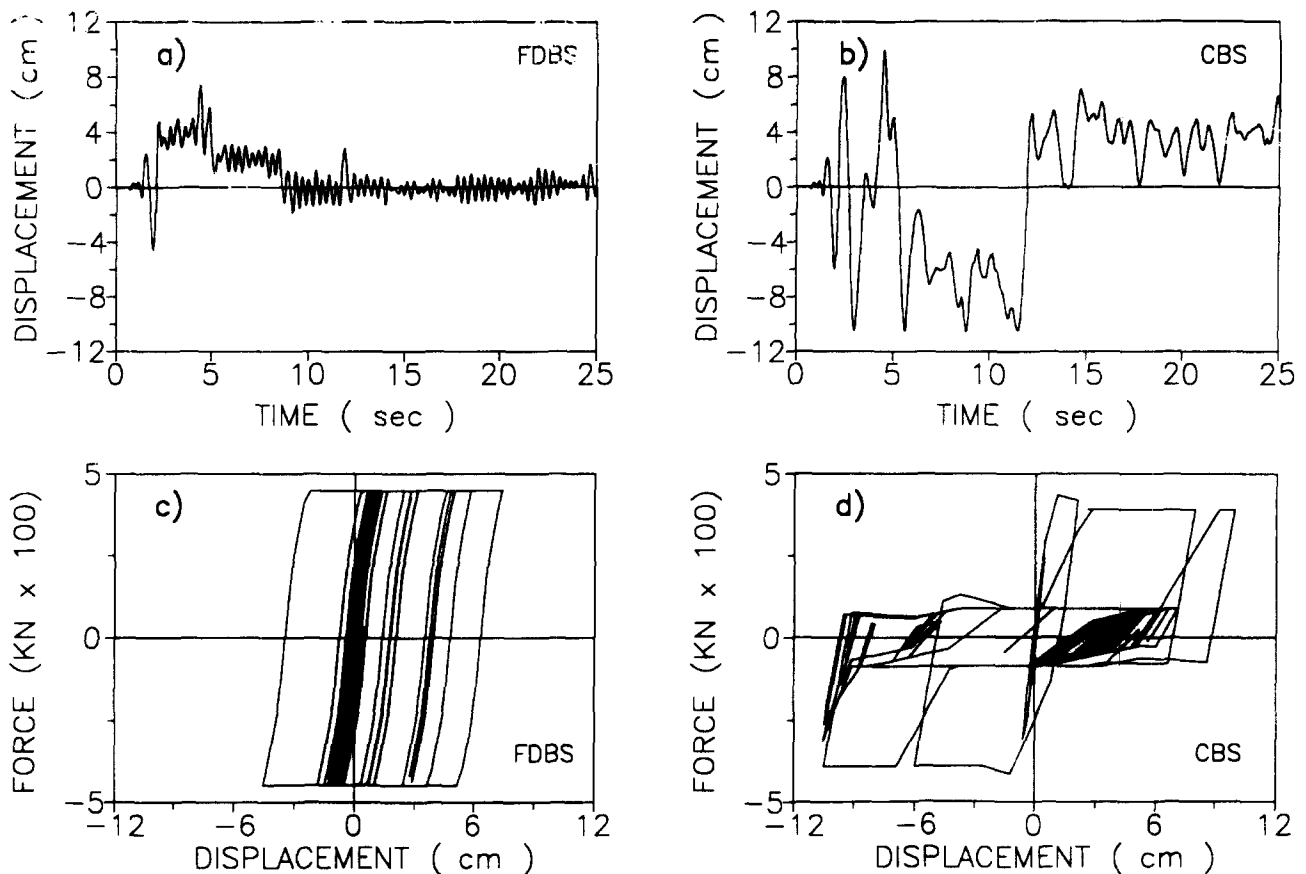 12
8
4
0
-4
-8
-12
DISPLACEMENT (cm)
a)
FDBS
0 5 10 15 20 25
TIME ( sec )
12
8
4
0
-4
-8
-12
DISPLACEMENT (cm)
b)
CBS
0 5 10 15 20 25
TIME ( sec )
5
0
-5
FORCE (KN x 100)
c)
FDBS
-12 -6 0 6 12
DISPLACEMENT ( cm )
5
0
-5
FORCE (KN x 100)
d)
CBS
-12 -6 0 6 12
DISPLACEMENT ( cm )